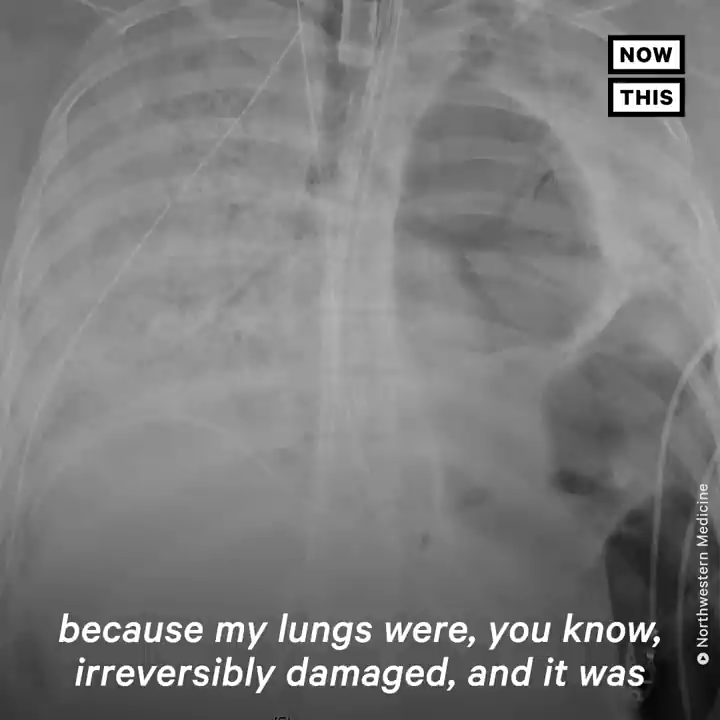 NOW
THIS
Northwestern Medicine
because my lungs were, you know,
irreversibly damaged, and it was